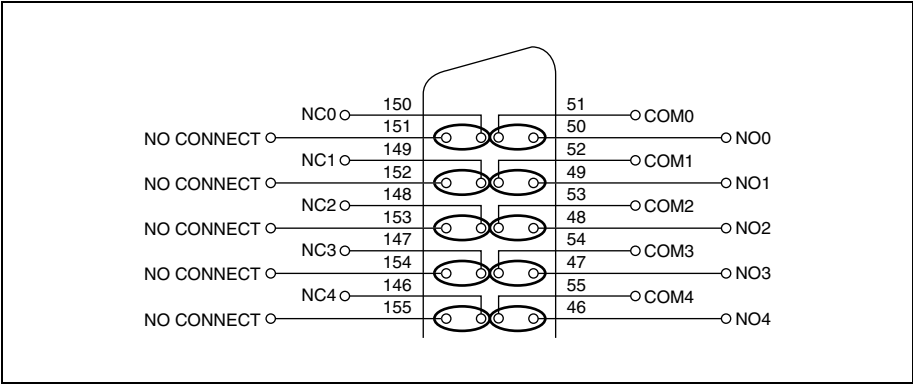 NC0 150 51 COM0
NO CONNECT 151 50 NO0
NC1 149 52 COM1
NO CONNECT 152 49 NO1
NC2 148 53 COM2
NO CONNECT 153 48 NO2
NC3 147 54 COM3
NO CONNECT 154 47 NO3
NC4 146 55 COM4
NO CONNECT 155 46 NO4